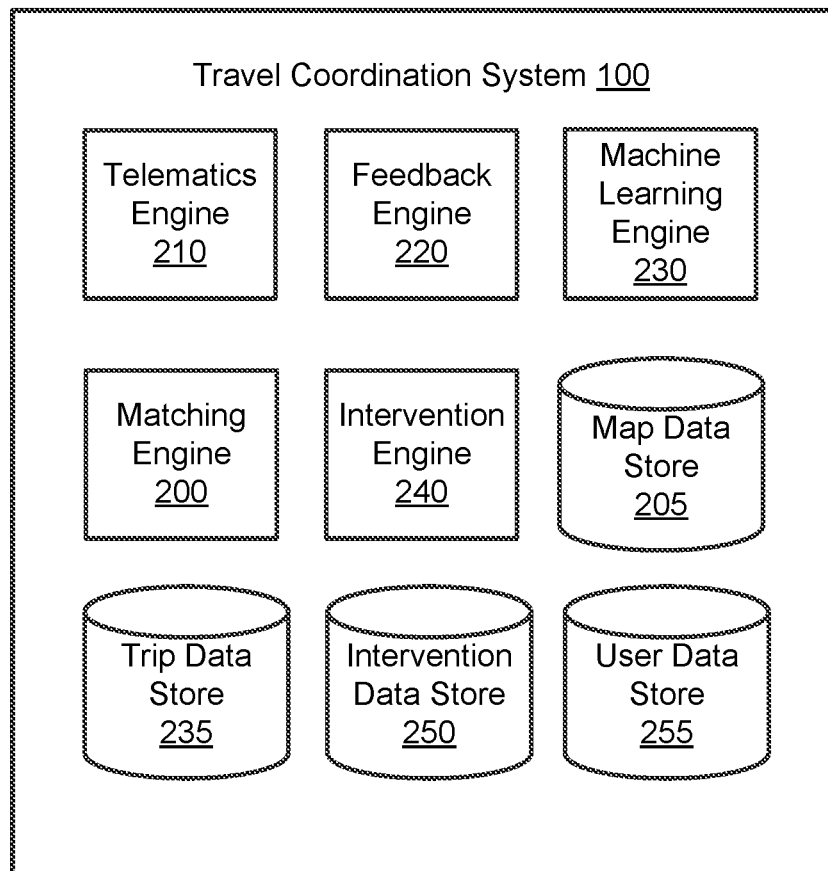 Travel Coordination System 100
Telematics
Engine
210
Feedback
Engine
220
Machine
Learning
Engine
230
Matching
Engine
200
Intervention
Engine
240
Map Data
Store
205
Trip Data
Store
235
Intervention
Data Store
250
User Data
Store
255